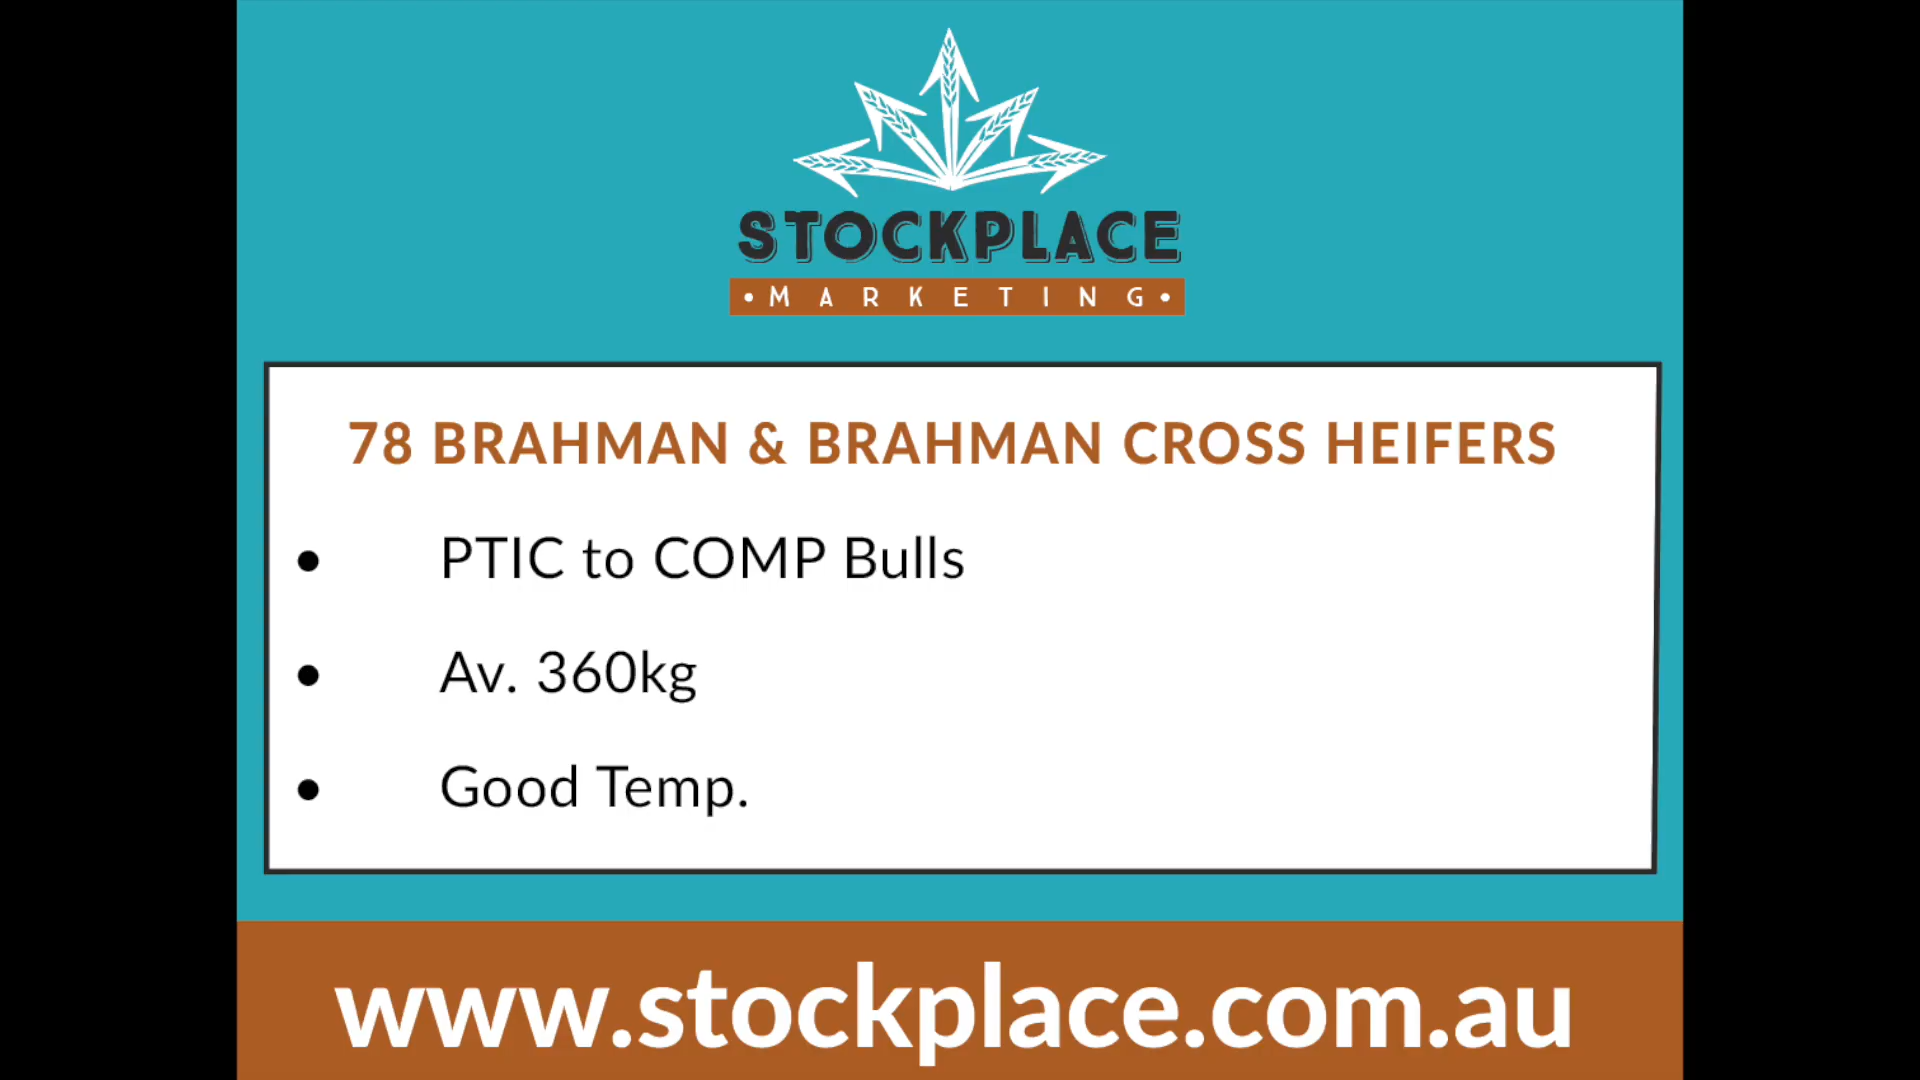 STOCKPLACE
• MARKETING •
78 BRAHMAN & BRAHMAN CROSS HEIFERS
• PTIC to COMP Bulls
• Av. 360kg
• Good Temp.
www.stockplace.com.au